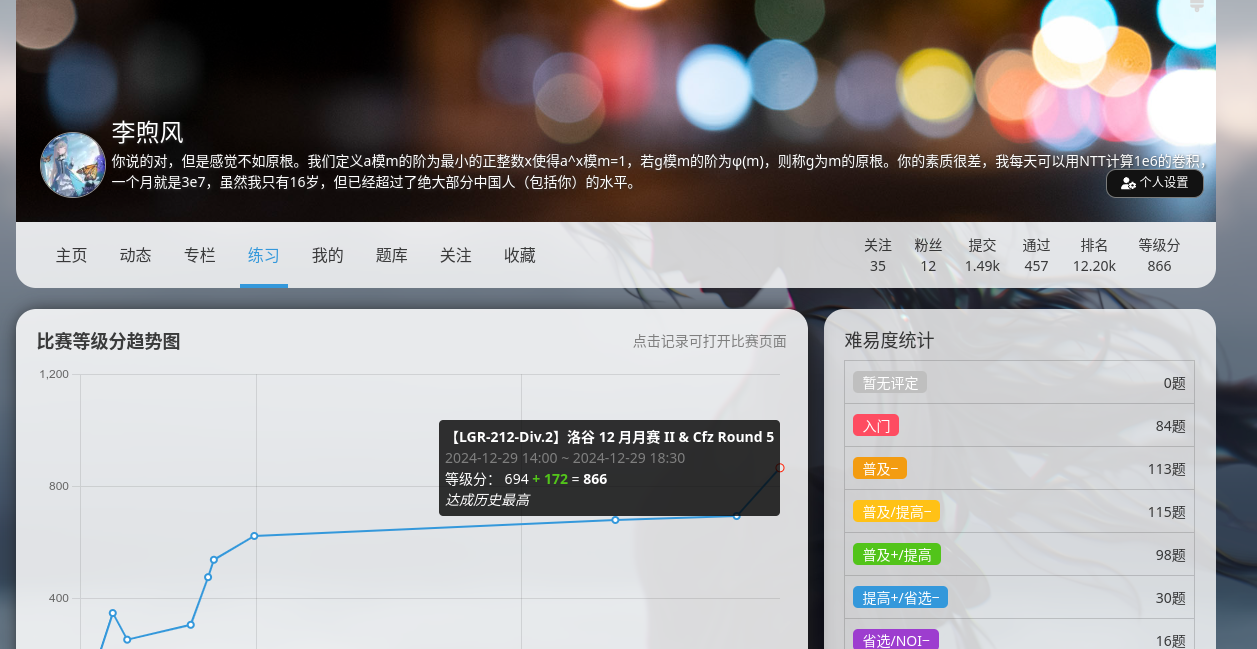 李煦风
你说的对，但是感觉不如原根。我们定义a模m的阶为最小的正整数x使得a^x模m=1，若g模m的阶为φ(m)，则称g为m的原根。你的素质很差，我每天可以用NTT计算1e6的卷积，
一个月就是3e7，虽然我只有16岁，但已经超过了绝大部分中国人（包括你）的水平。
个人设置
主页 动态 专栏 练习 我的 题库 关注 收藏
关注 粉丝 提交 通过 排名 等级分
35 12 1.49k 457 12.20k 866
比赛等级分趋势图
点击记录可打开比赛页面
1,200
800
400
【LGR-212-Div.2】洛谷 12 月月赛 II & Cfz Round 5
2024-12-29 14:00 ~ 2024-12-29 18:30
等级分： 694 + 172 = 866
达成历史最高
难易度统计
暂无评定 0题
入门 84题
普及− 113题
普及/提高− 115题
普及+/提高 98题
提高+/省选− 30题
省选/NOI− 16题